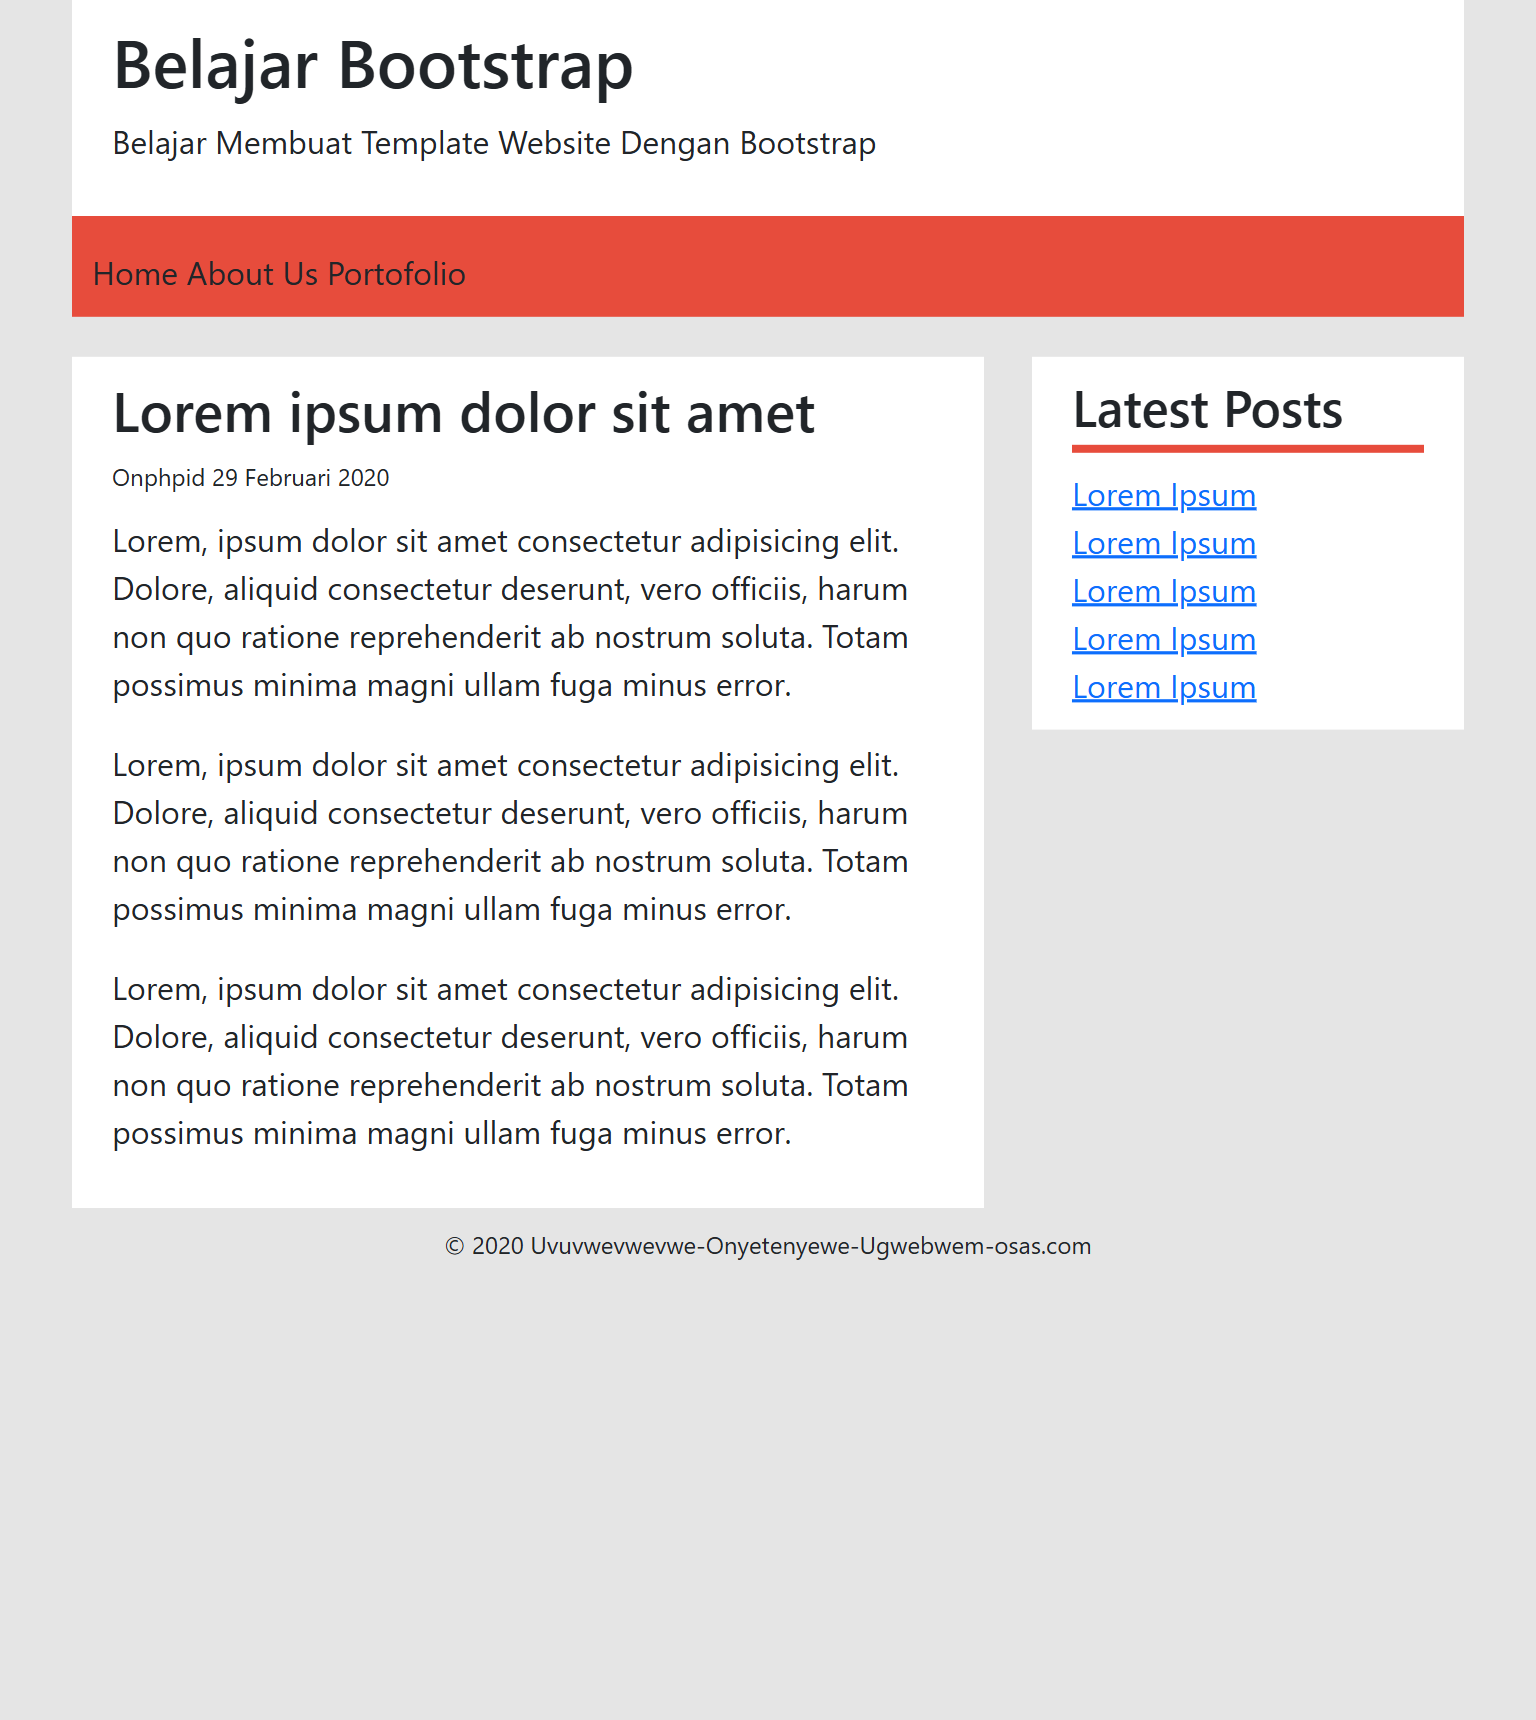 Belajar Bootstrap
Belajar Membuat Template Website Dengan Bootstrap
Home About Us Portofolio
Lorem ipsum dolor sit amet
Onphpid 29 Februari 2020
Lorem, ipsum dolor sit amet consectetur adipisicing elit.
Dolore, aliquid consectetur deserunt, vero officiis, harum
non quo ratione reprehenderit ab nostrum soluta. Totam
possimus minima magni ullam fuga minus error.
Lorem, ipsum dolor sit amet consectetur adipisicing elit.
Dolore, aliquid consectetur deserunt, vero officiis, harum
non quo ratione reprehenderit ab nostrum soluta. Totam
possimus minima magni ullam fuga minus error.
Lorem, ipsum dolor sit amet consectetur adipisicing elit.
Dolore, aliquid consectetur deserunt, vero officiis, harum
non quo ratione reprehenderit ab nostrum soluta. Totam
possimus minima magni ullam fuga minus error.
Latest Posts
Lorem Ipsum
Lorem Ipsum
Lorem Ipsum
Lorem Ipsum
Lorem Ipsum
© 2020 Uvuvwevwevwe-Onyetenyewe-Ugwebwem-osas.com